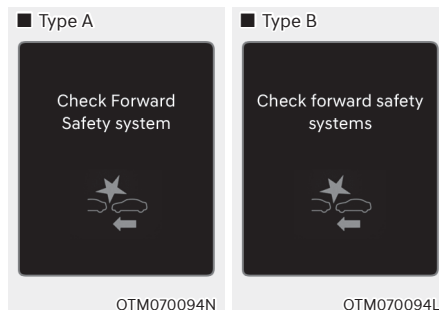 ■ Type A
Check Forward
Safety system
OTM070094N
■ Type B
Check forward safety
systems
OTM070094L